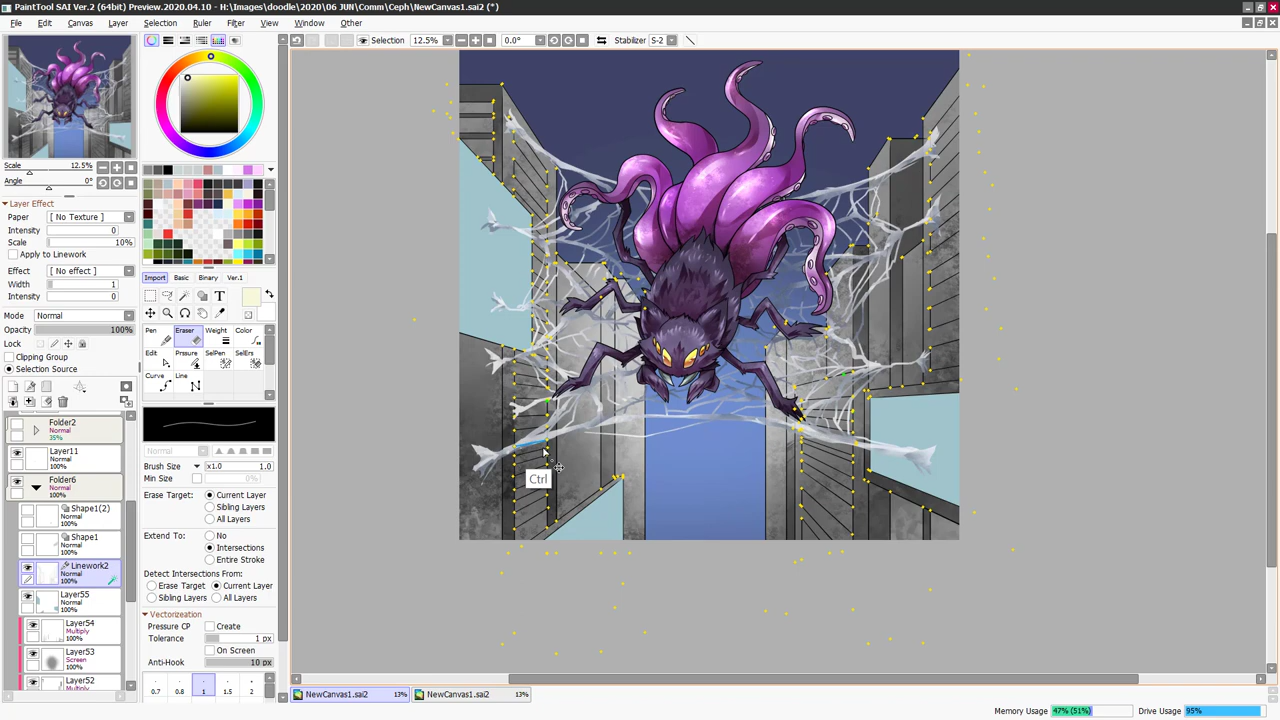 PaintTool SAI Ver.2 (64bit) Preview.2020.04.10 - H:\Images\doodle\2020\06 JUN\Comm\Ceph\NewCanvas1.sai2 (*)
File Edit Canvas Layer Selection Ruler Filter View Window Other
Selection 12.5% 0.0° Stabilizer S-2
Scale 12.5%
Angle 0°
Layer Effect
Paper [ No Texture ]
Intensity 0
Scale 10%
Apply to Linework
Effect [ No effect ]
Width 1
Intensity 0
Mode Normal
Opacity 100%
Lock
Clipping Group
Selection Source
Folder2
Normal
35%
Layer11
Normal
100%
Folder6
Normal
100%
Shape1(2)
Normal
100%
Shape1
Normal
100%
Linework2
Normal
100%
Layer55
Normal
100%
Layer54
Multiply
100%
Layer53
Screen
100%
Layer52
Multiply
Import Basic Binary Ver.1
T
Pen Eraser Weight Color
Edit Prssure SelPen SelErs
Curve Line
Normal
Brush Size x1.0 1.0
Min Size 0%
Erase Target: Current Layer
Sibling Layers
All Layers
Extend To: No
Intersections
Entire Stroke
Detect Intersections From:
Erase Target Current Layer
Sibling Layers All Layers
Vectorization
Pressure CP Create
Tolerance 1 px
On Screen
Anti-Hook 10 px
0.7 0.8 1 1.5 2
Ctrl
NewCanvas1.sai2 13% NewCanvas1.sai2 13%
Memory Usage 47% (51%) Drive Usage 95%